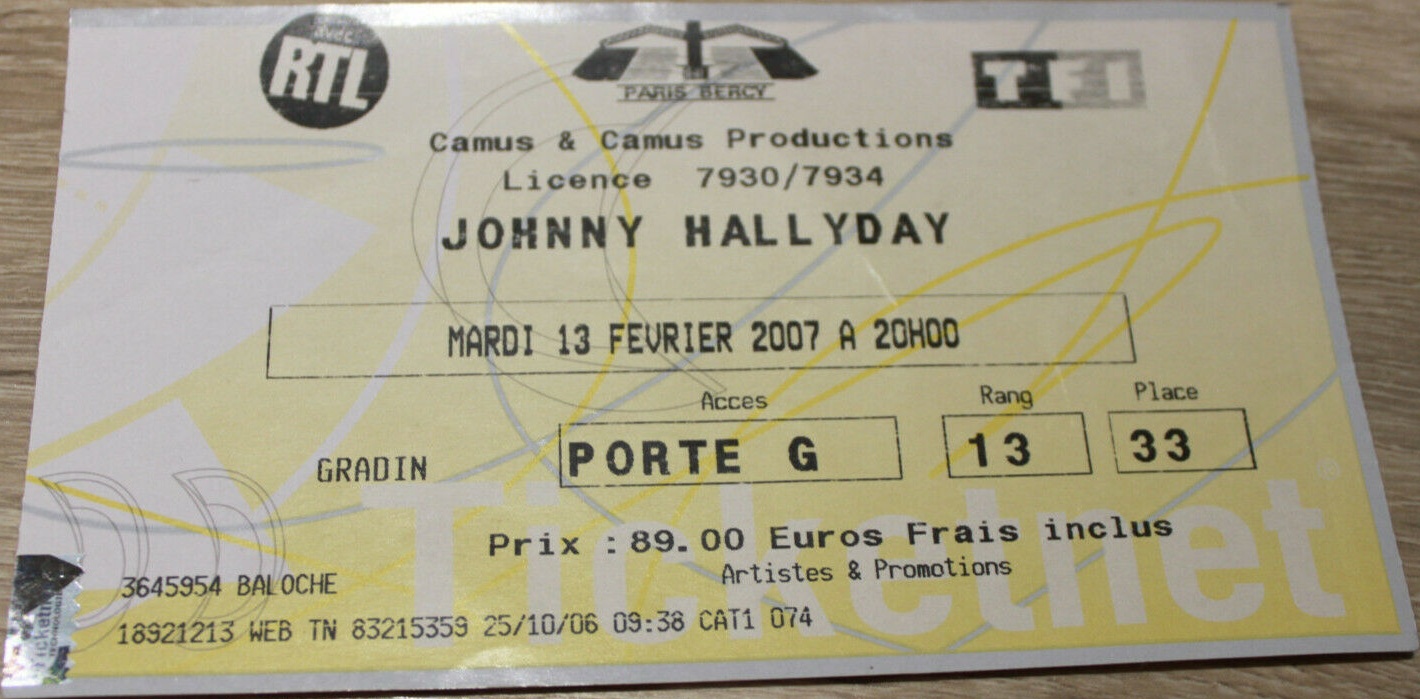 avec
RTL
PARIS BERCY
TF1
Camus & Camus Productions
Licence 7930/7934
JOHNNY HALLYDAY
MARDI 13 FEVRIER 2007 A 20H00
Acces Rang Place
GRADIN PORTE G 13 33
Ticketnet®
Prix : 89.00 Euros Frais inclus
Artistes & Promotions
3645954 BALOCHE
18921213 WEB TN 83215359 25/10/06 09:38 CAT1 074